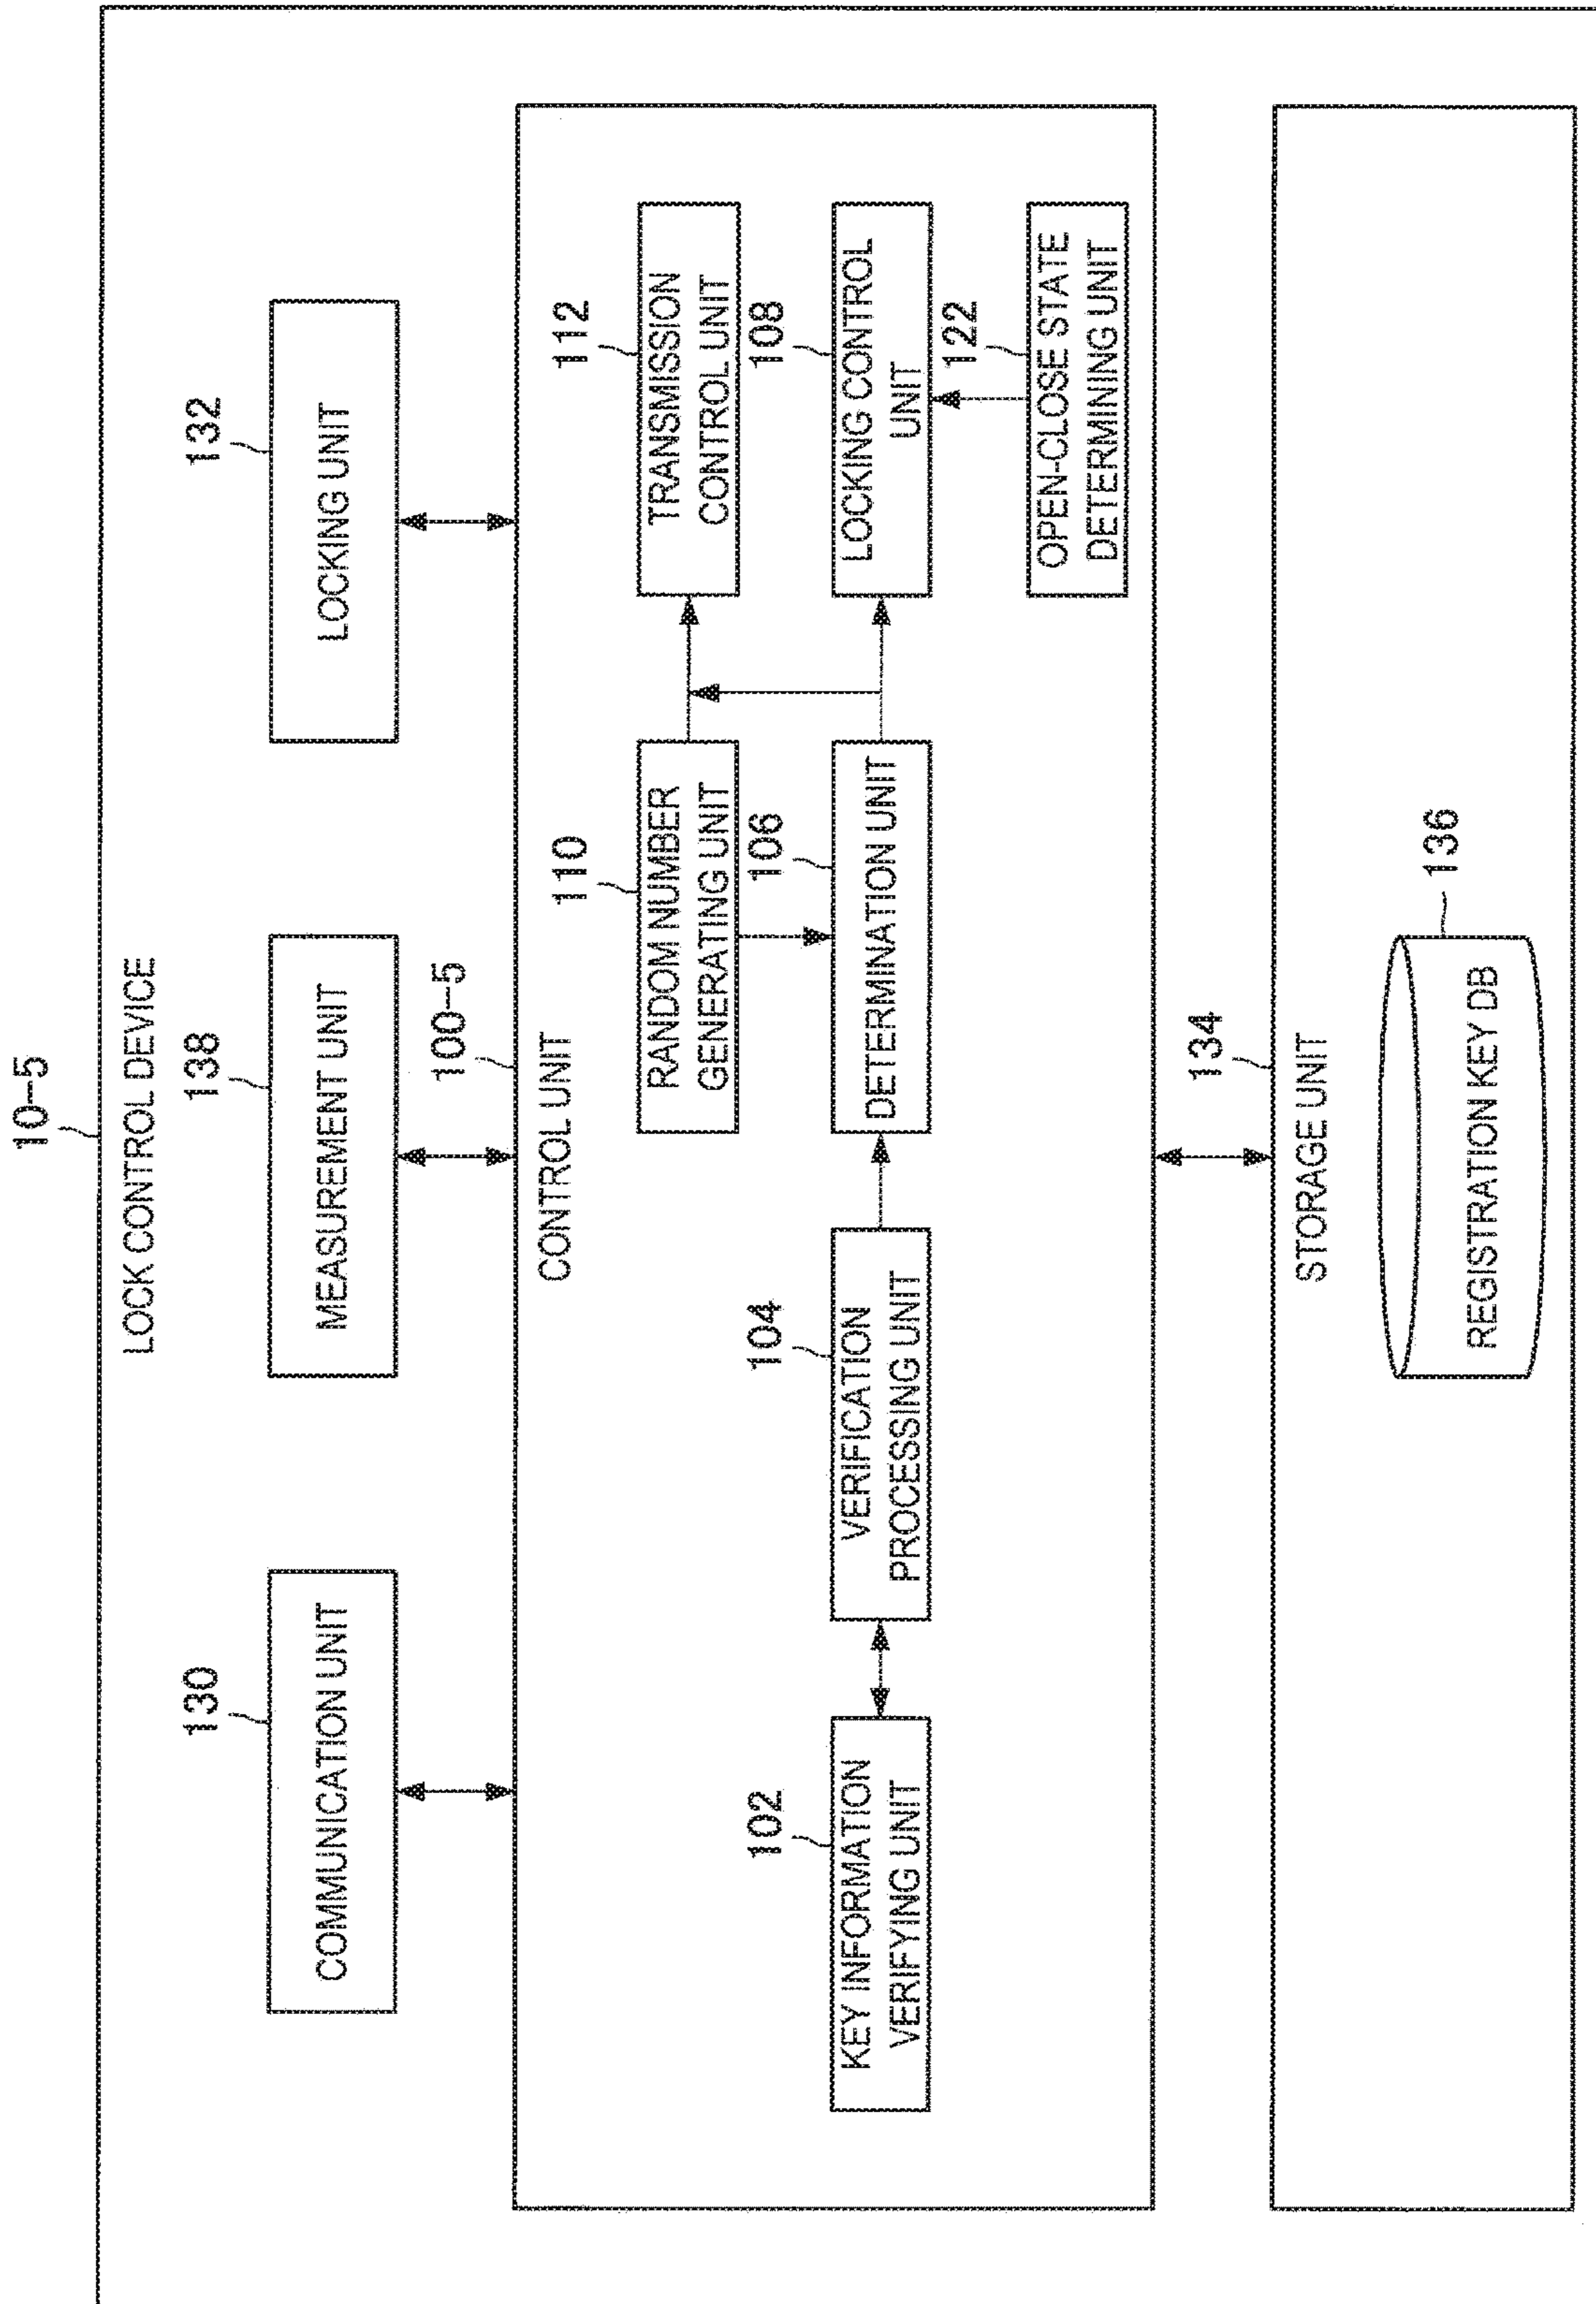 10-5
LOCK CONTROL DEVICE
130
COMMUNICATION UNIT
138
MEASUREMENT UNIT
132
LOCKING UNIT
100-5
CONTROL UNIT
110
RANDOM NUMBER
GENERATING UNIT
112
TRANSMISSION
CONTROL UNIT
102
KEY INFORMATION
VERIFYING UNIT
104
VERIFICATION
PROCESSING UNIT
106
DETERMINATION UNIT
108
LOCKING CONTROL
UNIT
122
OPEN-CLOSE STATE
DETERMINING UNIT
134
STORAGE UNIT
136
REGISTRATION KEY DB